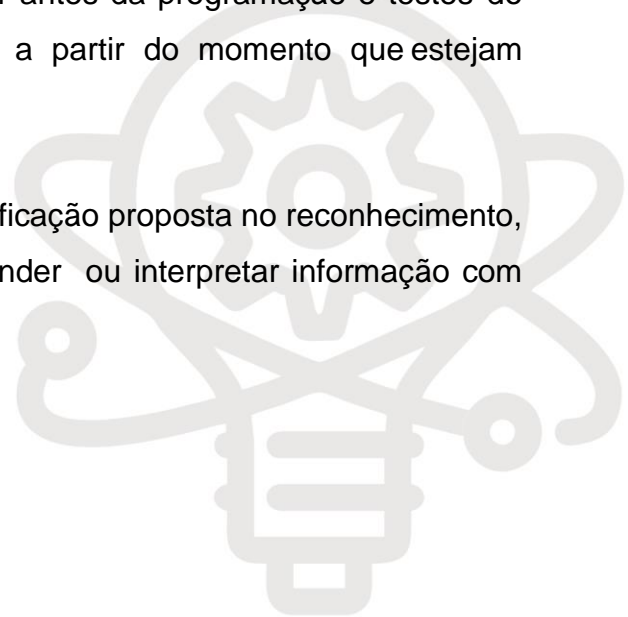 antes da programação e testes de
a partir do momento que estejam
ficação proposta no reconhecimento,
nder ou interpretar informação com